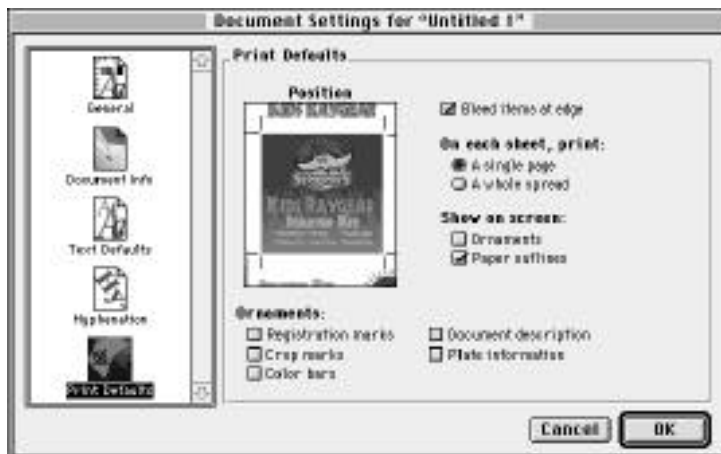 Document Settings for "Untitled 1"
General
Document Info
Text Defaults
Hyphenation
Print Defaults
Print Defaults
Position
Bleed items at edge
On each sheet, print:
A single page
A whole spread
Show on screen:
Ornaments
Paper outlines
Ornaments:
Registration marks
Crop marks
Color bars
Document description
Plate information
Cancel
OK